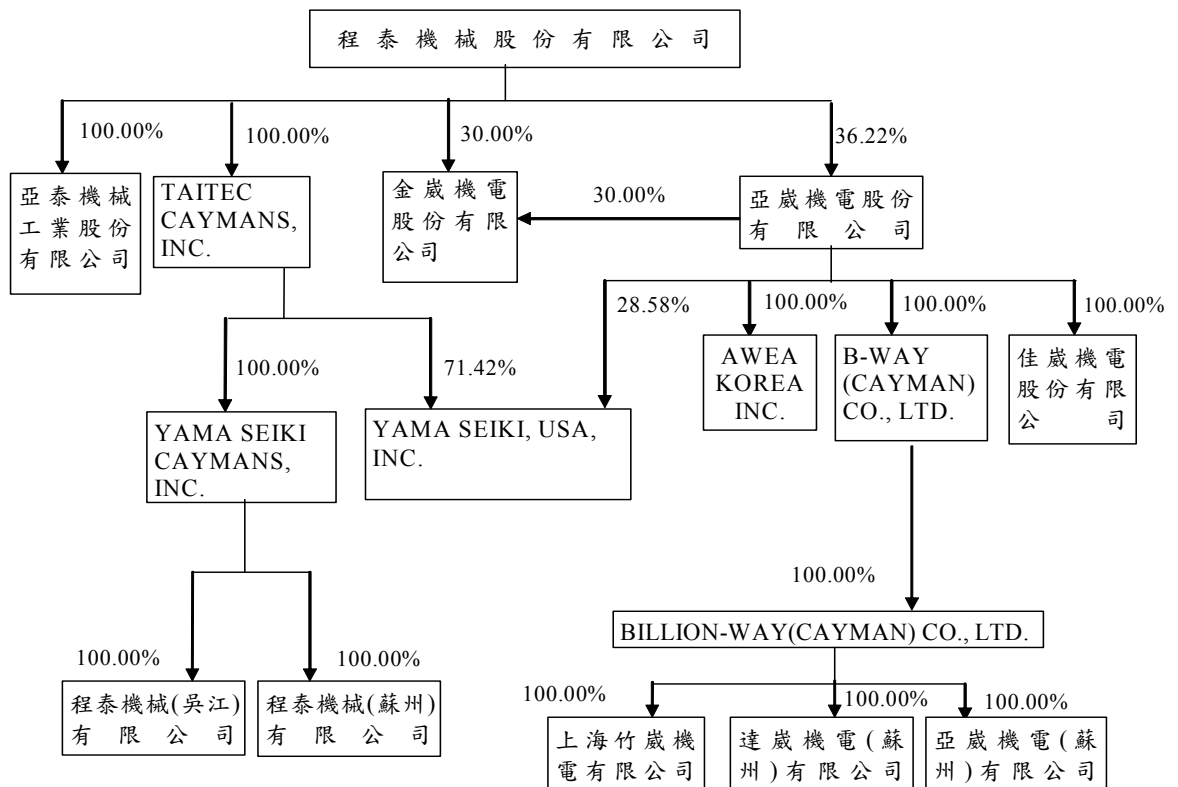 程泰機械股份有限公司
100.00%
100.00%
30.00%
36.22%
亞泰機械
工業股份
有限公司
TAITEC
CAYMANS,
INC.
金崴機電
股份有限
公司
30.00%
亞崴機電股份
有限公司
100.00%
71.42%
28.58%
100.00%
100.00%
100.00%
YAMA SEIKI
CAYMANS,
INC.
YAMA SEIKI, USA,
INC.
AWEA
KOREA
INC.
B-WAY
(CAYMAN)
CO., LTD.
佳崴機電
股份有限
公司
100.00%
BILLION-WAY(CAYMAN) CO., LTD.
100.00%
100.00%
程泰機械(吳江)
有限公司
程泰機械(蘇州)
有限公司
100.00%
100.00%
100.00%
上海竹崴機
電有限公司
達崴機電(蘇
州)有限公司
亞崴機電(蘇
州)有限公司